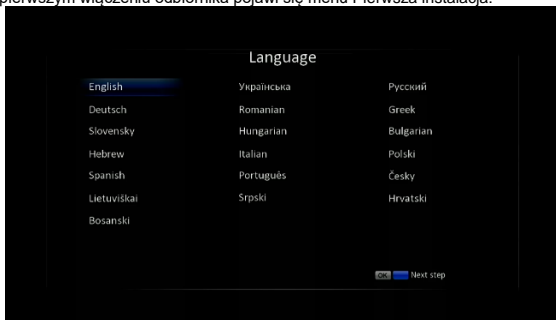 pierwszym włączeniu odbiornika pojawi się menu Pierwsza instalacja.
Language
English Українська Русский
Deutsch Romanian Greek
Slovensky Hungarian Bulgarian
Hebrew Italian Polski
Spanish Português Česky
Lietuviškai Srpski Hrvatski
Bosanski
OK Next step